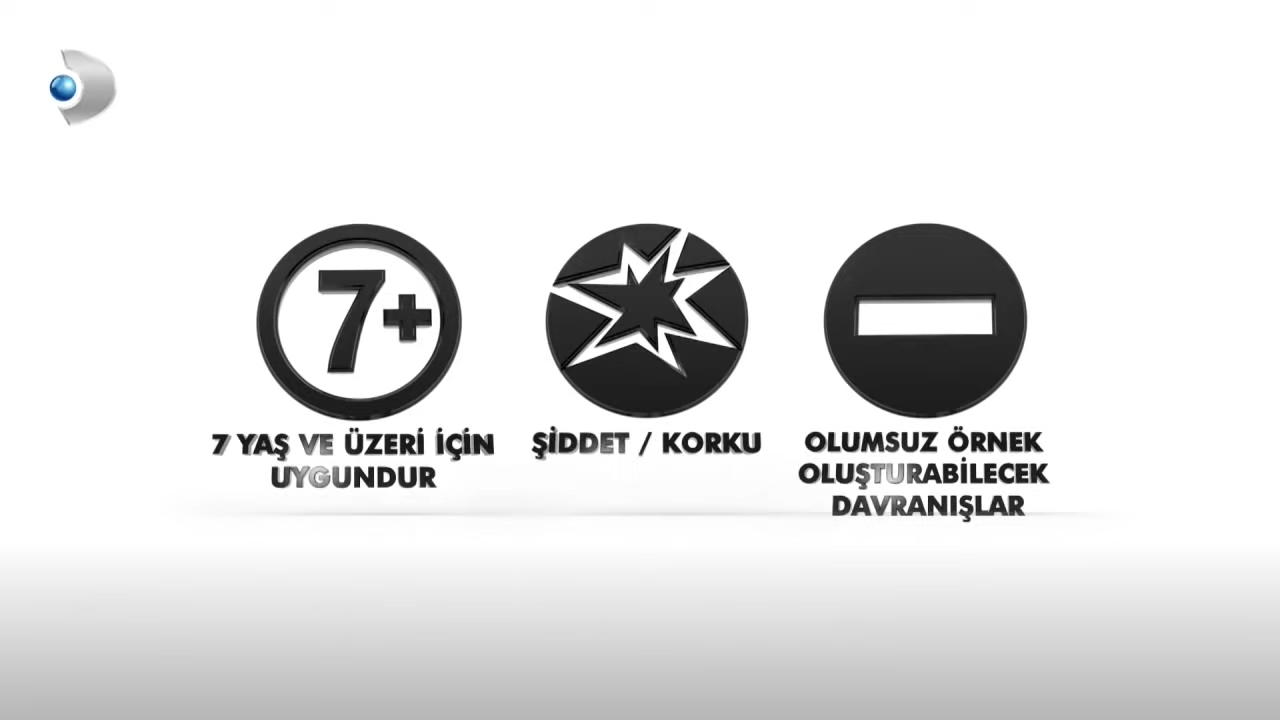 7+
7 YAŞ VE ÜZERİ İÇİN
UYGUNDUR
ŞİDDET / KORKU
OLUMSUZ ÖRNEK
OLUŞTURABİLECEK
DAVRANIŞLAR